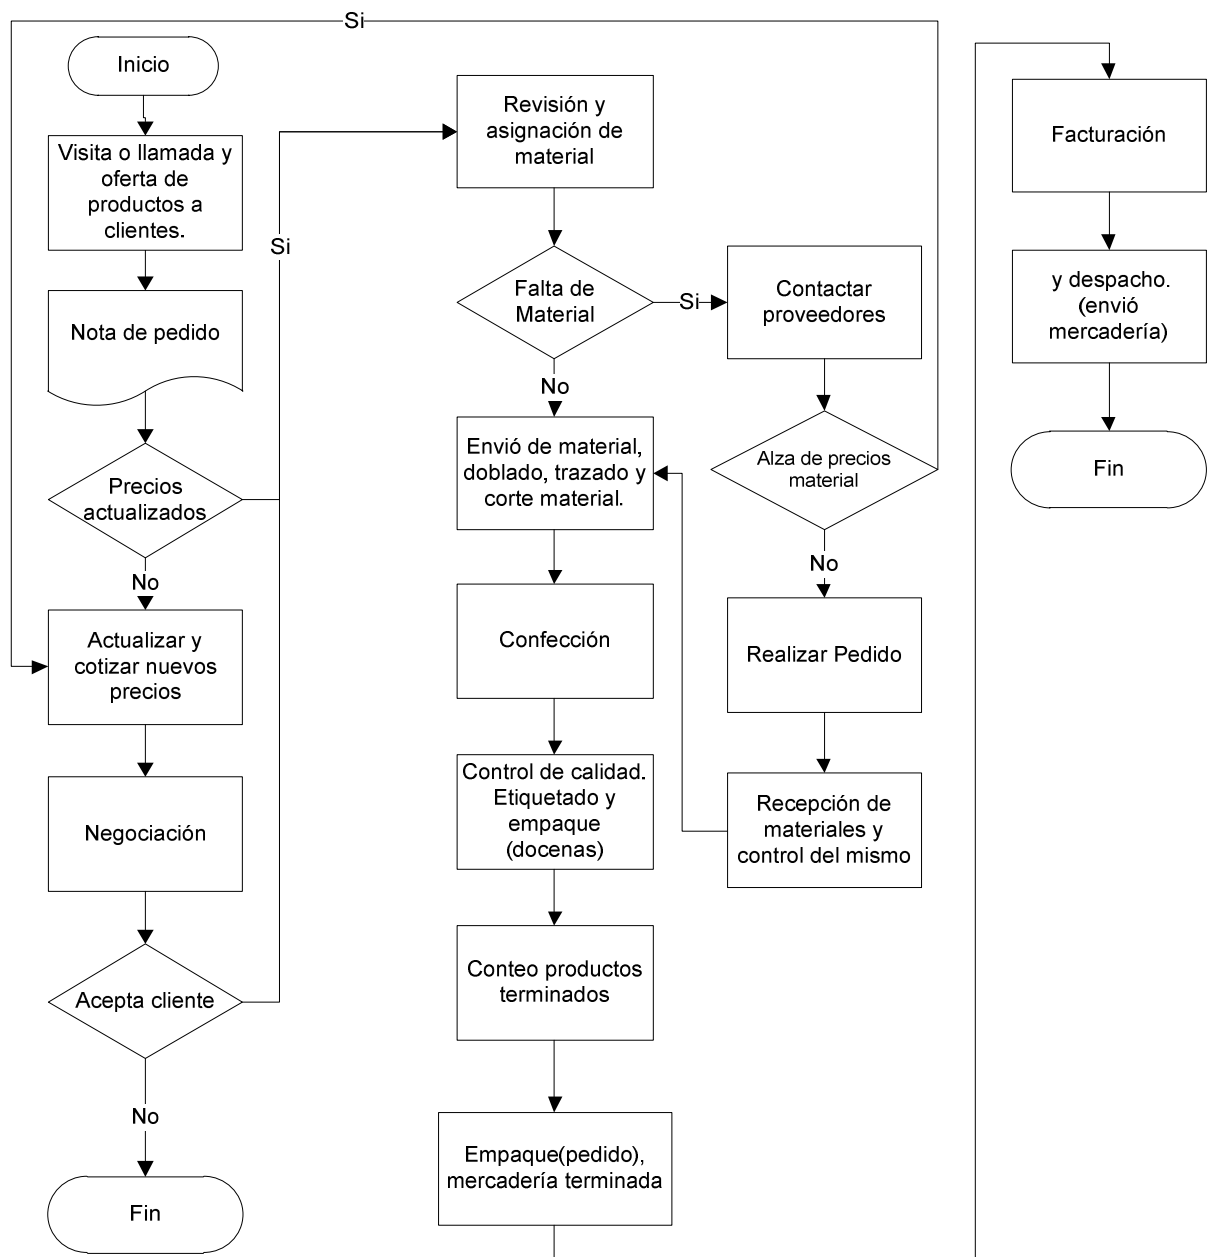 Si
Inicio
Visita o llamada y
oferta de
productos a
clientes.
Nota de pedido
Precios
actualizados
No
Actualizar y
cotizar nuevos
precios
Negociación
Acepta cliente
No
Fin
Si
Revisión y
asignación de
material
Falta de
Material
Si
No
Envió de material,
doblado, trazado y
corte material.
Confección
Control de calidad.
Etiquetado y
empaque
(docenas)
Conteo productos
terminados
Empaque(pedido),
mercadería terminada
Contactar
proveedores
Alza de precios
material
No
Realizar Pedido
Recepción de
materiales y
control del mismo
Facturación
y despacho.
(envió
mercadería)
Fin